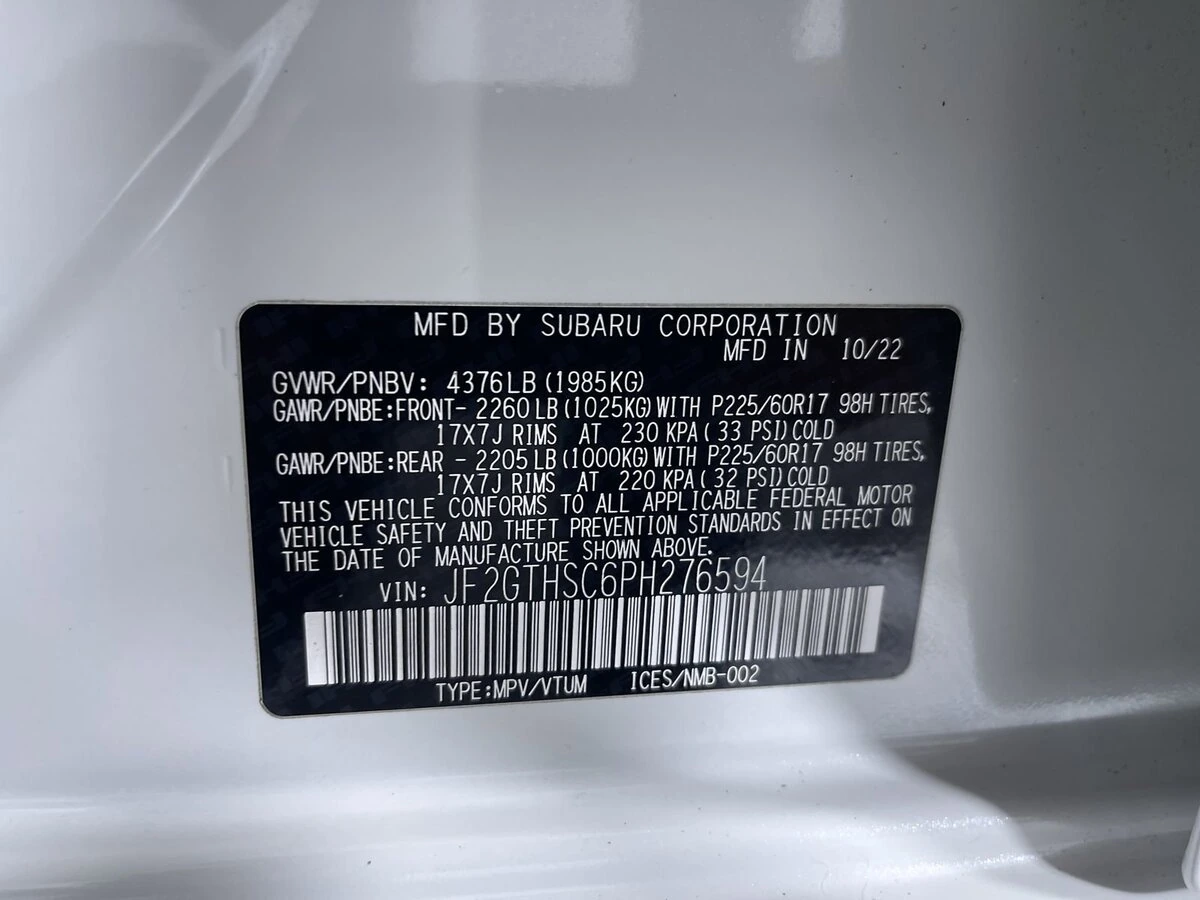 MFD BY SUBARU CORPORATION
MFD IN 10/22
GVWR/PNBV: 4376LB(1985KG)
GAWR/PNBE:FRONT- 2260LB(1025KG)WITH P225/60R17 98H TIRES,
17X7J RIMS AT 230 KPA( 33 PSI)COLD
GAWR/PNBE:REAR - 2205LB(1000KG)WITH P225/60R17 98H TIRES,
17X7J RIMS AT 220 KPA( 32 PSI)COLD
THIS VEHICLE CONFORMS TO ALL APPLICABLE FEDERAL MOTOR
VEHICLE SAFETY AND THEFT PREVENTION STANDARDS IN EFFECT ON
THE DATE OF MANUFACTURE SHOWN ABOVE.
VIN: JF2GTHSC6PH276594
TYPE:MPV/VTUM ICES/NMB-002